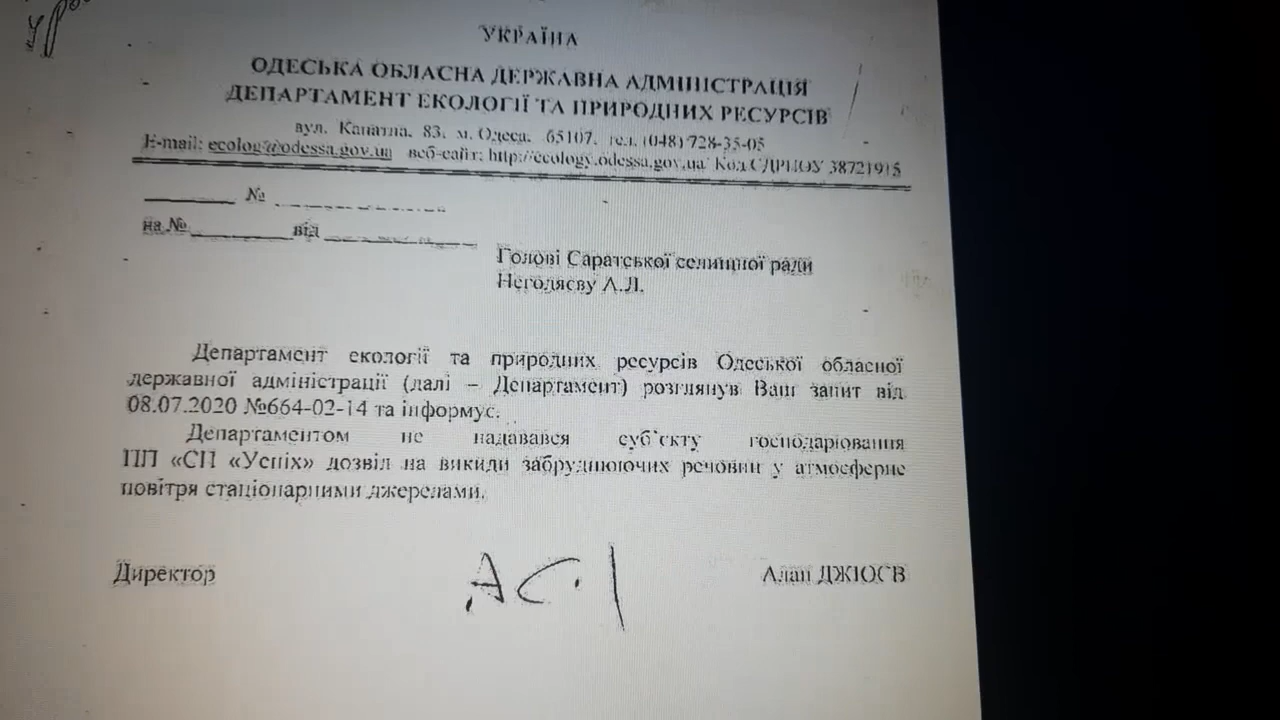 УКРАЇНА
ОДЕСЬКА ОБЛАСНА ДЕРЖАВНА АДМІНІСТРАЦІЯ
ДЕПАРТАМЕНТ ЕКОЛОГІЇ ТА ПРИРОДНИХ РЕСУРСІВ
вул. Канатна, 83, м. Одеса, 65107, тел. (048) 728-35-05
E-mail: ecolog@odessa.gov.ua веб-сайт: http://ecology.odessa.gov.ua/ Код ЄДРПОУ 38721915
№
на № від
Голові Саратської селищної ради
Негодяєву А.Л.
Департамент екології та природних ресурсів Одеської обласної
державної адміністрації (далі – Департамент) розглянув Ваш запит від
08.07.2020 №664-02-14 та інформує.
Департаментом не надавався суб`єкту господарювання
ПП «СП «Успіх» дозвіл на викиди забруднюючих речовин у атмосферне
повітря стаціонарними джерелами.
Директор Алан ДЖІОЄВ